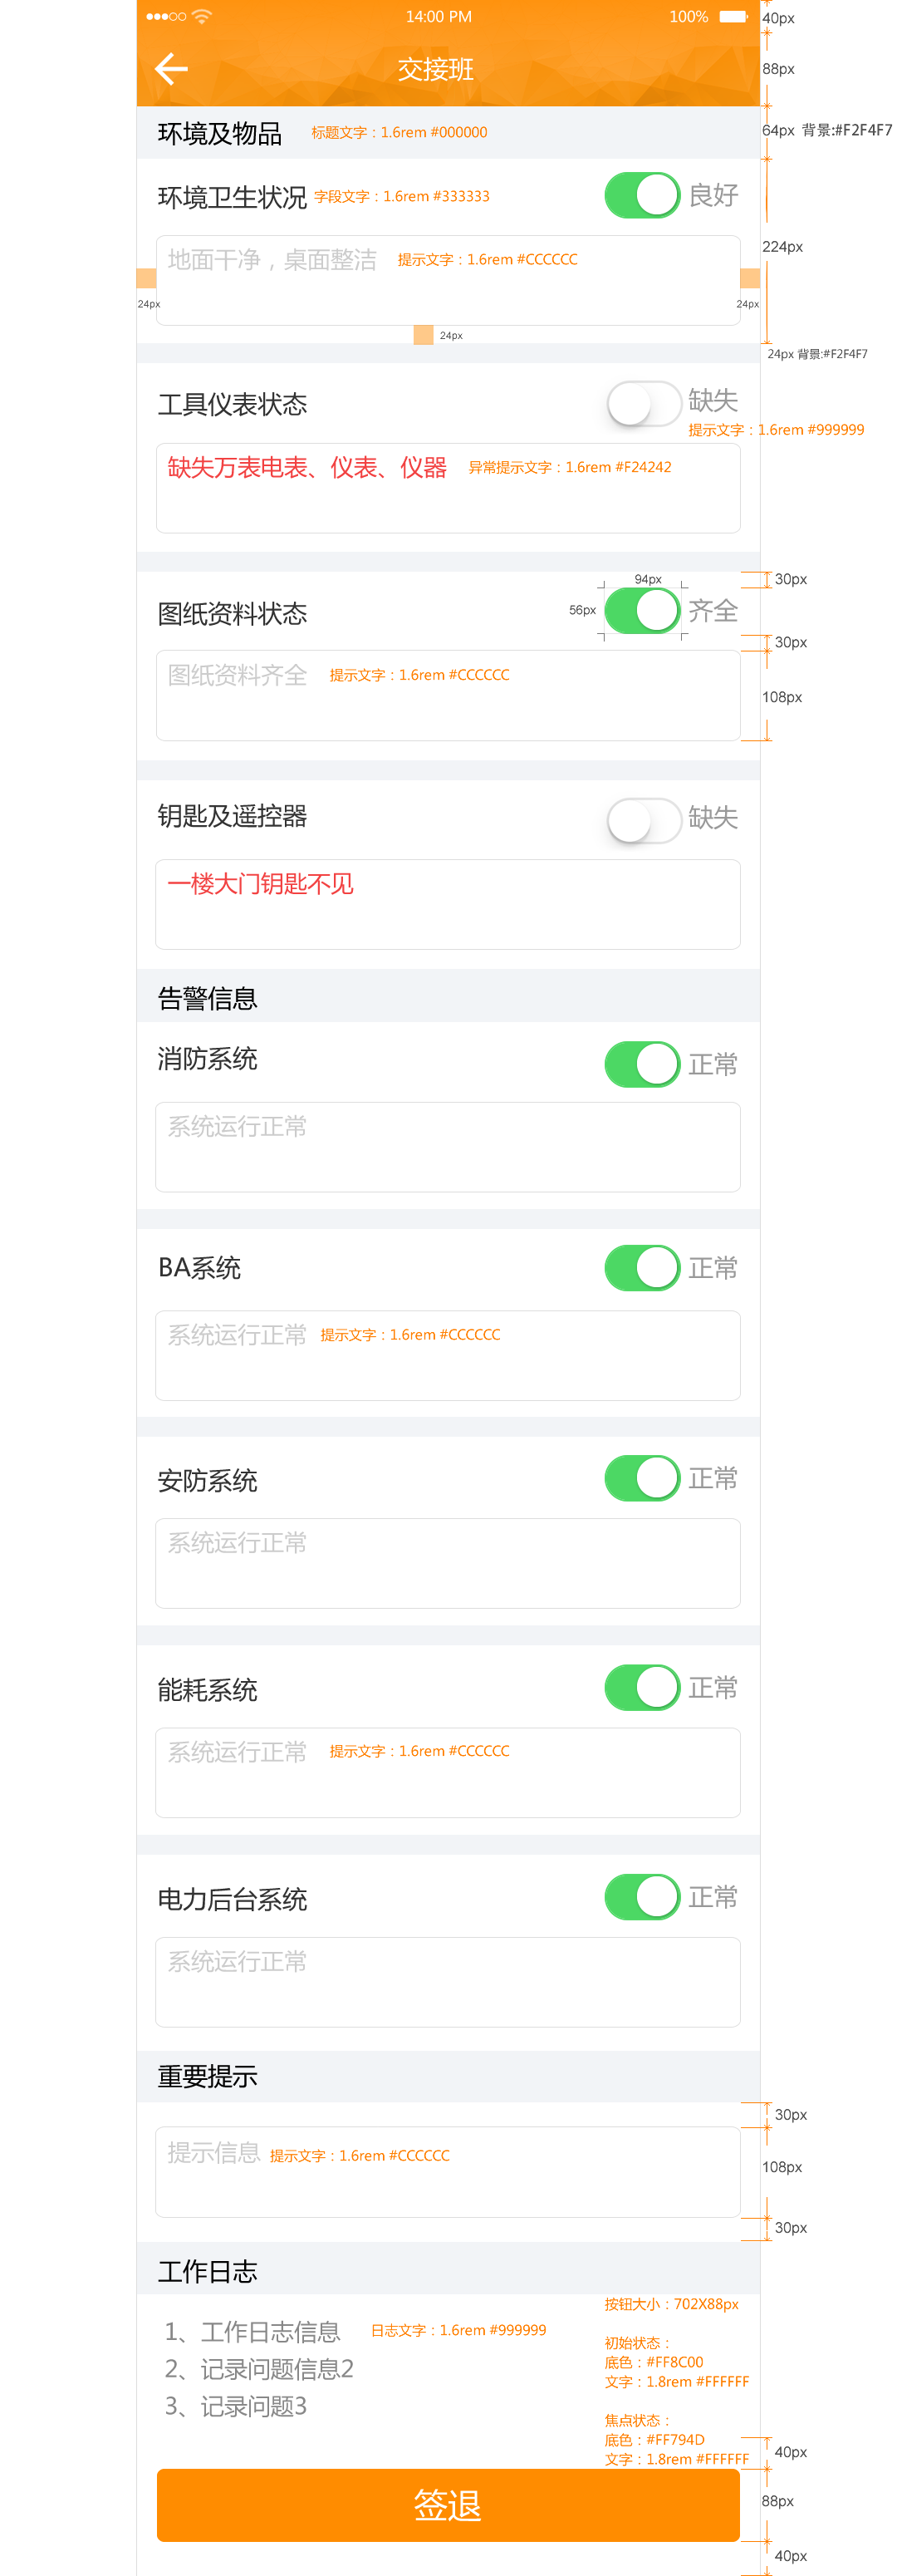 14:00 PM 100%
40px
交接班
88px
环境及物品 标题文字：1.6rem #000000
64px 背景:#F2F4F7
环境卫生状况 字段文字：1.6rem #333333 良好
224px
地面干净，桌面整洁 提示文字：1.6rem #CCCCCC
24px 24px
24px
24px 背景:#F2F4F7
工具仪表状态 缺失
提示文字：1.6rem #999999
缺失万表电表、仪表、仪器 异常提示文字：1.6rem #F24242
94px 30px
图纸资料状态 56px 齐全
30px
图纸资料齐全 提示文字：1.6rem #CCCCCC
108px
钥匙及遥控器 缺失
一楼大门钥匙不见
告警信息
消防系统 正常
系统运行正常
BA系统 正常
系统运行正常 提示文字：1.6rem #CCCCCC
安防系统 正常
系统运行正常
能耗系统 正常
系统运行正常 提示文字：1.6rem #CCCCCC
电力后台系统 正常
系统运行正常
重要提示
30px
提示信息 提示文字：1.6rem #CCCCCC
108px
30px
工作日志
按钮大小：702X88px
1、工作日志信息 日志文字：1.6rem #999999
初始状态：
2、记录问题信息2 底色：#FF8C00
文字：1.8rem #FFFFFF
3、记录问题3
焦点状态：
底色：#FF794D
40px
文字：1.8rem #FFFFFF
签退
88px
40px